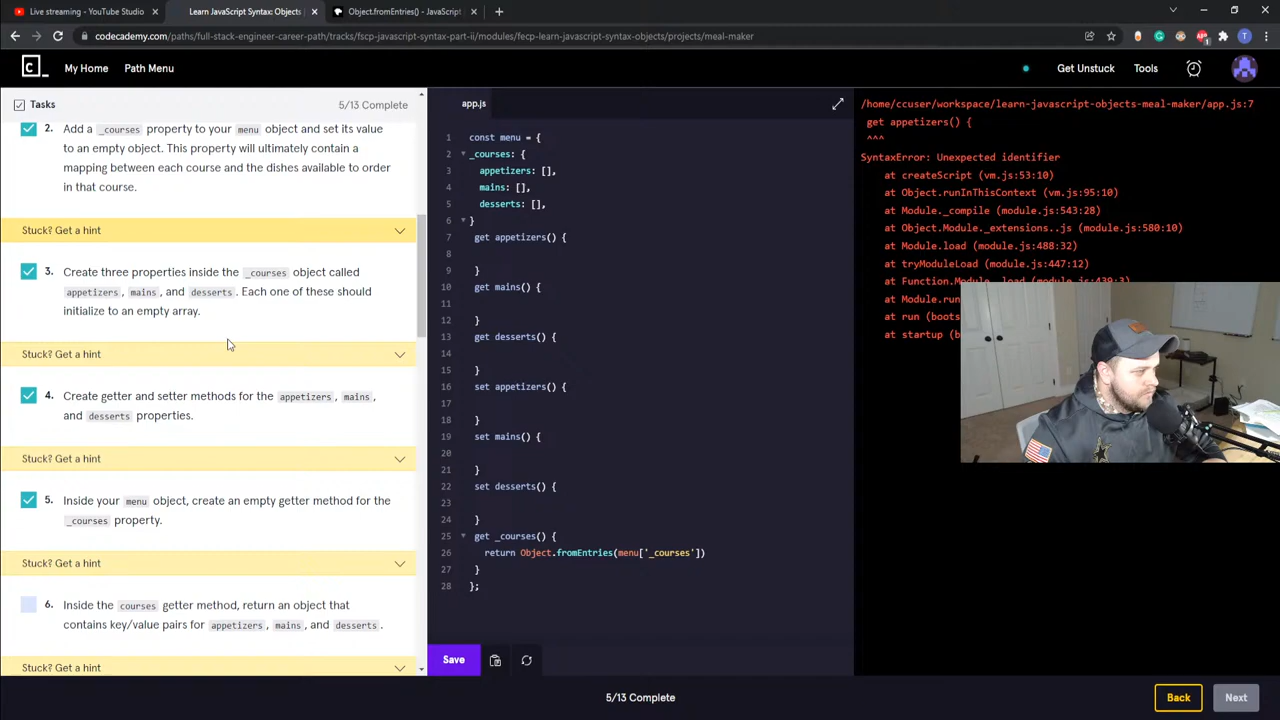 Live streaming - YouTube Studio
Learn JavaScript Syntax: Objects
Object.fromEntries() - JavaScript
codecademy.com/paths/full-stack-engineer-career-path/tracks/fscp-javascript-syntax-part-ii/modules/fecp-learn-javascript-syntax-objects/projects/meal-maker
My Home
Path Menu
Get Unstuck
Tools
Tasks
5/13 Complete
2. Add a _courses property to your menu object and set its value
to an empty object. This property will ultimately contain a
mapping between each course and the dishes available to order
in that course.
Stuck? Get a hint
3. Create three properties inside the _courses object called
appetizers, mains, and desserts. Each one of these should
initialize to an empty array.
Stuck? Get a hint
4. Create getter and setter methods for the appetizers, mains,
and desserts properties.
Stuck? Get a hint
5. Inside your menu object, create an empty getter method for the
_courses property.
Stuck? Get a hint
6. Inside the courses getter method, return an object that
contains key/value pairs for appetizers, mains, and desserts.
Stuck? Get a hint
app.js
1 const menu = {
2 _courses: {
3 appetizers: [],
4 mains: [],
5 desserts: [],
6 }
7 get appetizers() {
8
9 }
10 get mains() {
11
12 }
13 get desserts() {
14
15 }
16 set appetizers() {
17
18 }
19 set mains() {
20
21 }
22 set desserts() {
23
24 }
25 get _courses() {
26 return Object.fromEntries(menu['_courses'])
27 }
28 };
Save
/home/ccuser/workspace/learn-javascript-objects-meal-maker/app.js:7
get appetizers() {
^^^
SyntaxError: Unexpected identifier
at createScript (vm.js:53:10)
at Object.runInThisContext (vm.js:95:10)
at Module._compile (module.js:543:28)
at Object.Module._extensions..js (module.js:580:10)
at Module.load (module.js:488:32)
at tryModuleLoad (module.js:447:12)
at Function.Module._load (module.js:439:3)
at Module.run
at run (boots
at startup (b
5/13 Complete
Back
Next